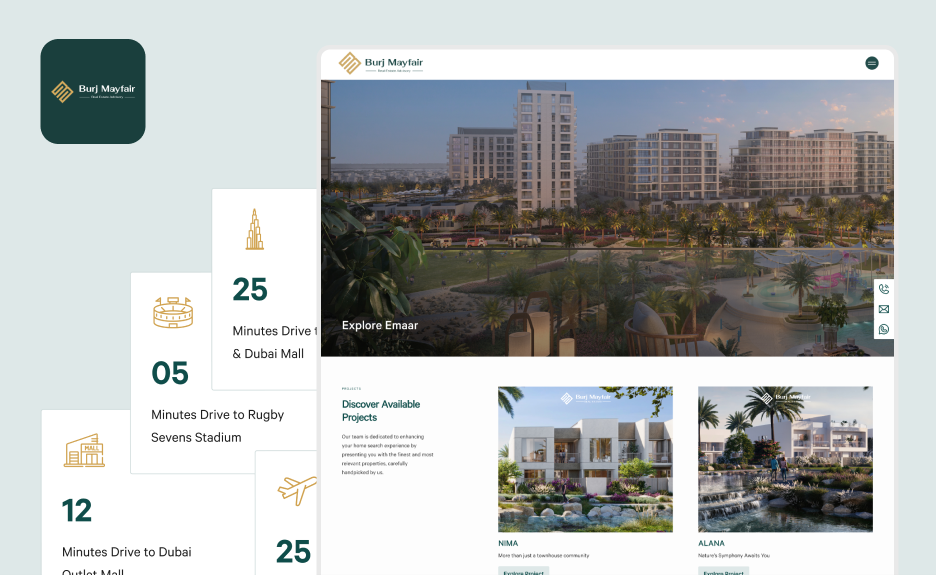 Burj Mayfair
Real Estate Advisory
25
Minutes Drive t
& Dubai Mall
05
Minutes Drive to Rugby
Sevens Stadium
MALL
12
Minutes Drive to Dubai
Outlet Mall
25
Burj Mayfair
Real Estate Advisory
Explore Emaar
PROJECTS
Discover Available
Projects
Our team is dedicated to enhancing
your home search experience by
presenting you with the finest and most
relevant properties, carefully
handpicked by us.
Burj Mayfair
NIMA
More than just a townhouse community
Explore Project
Burj Mayfair
ALANA
Nature's Symphony Awaits You
Explore Project